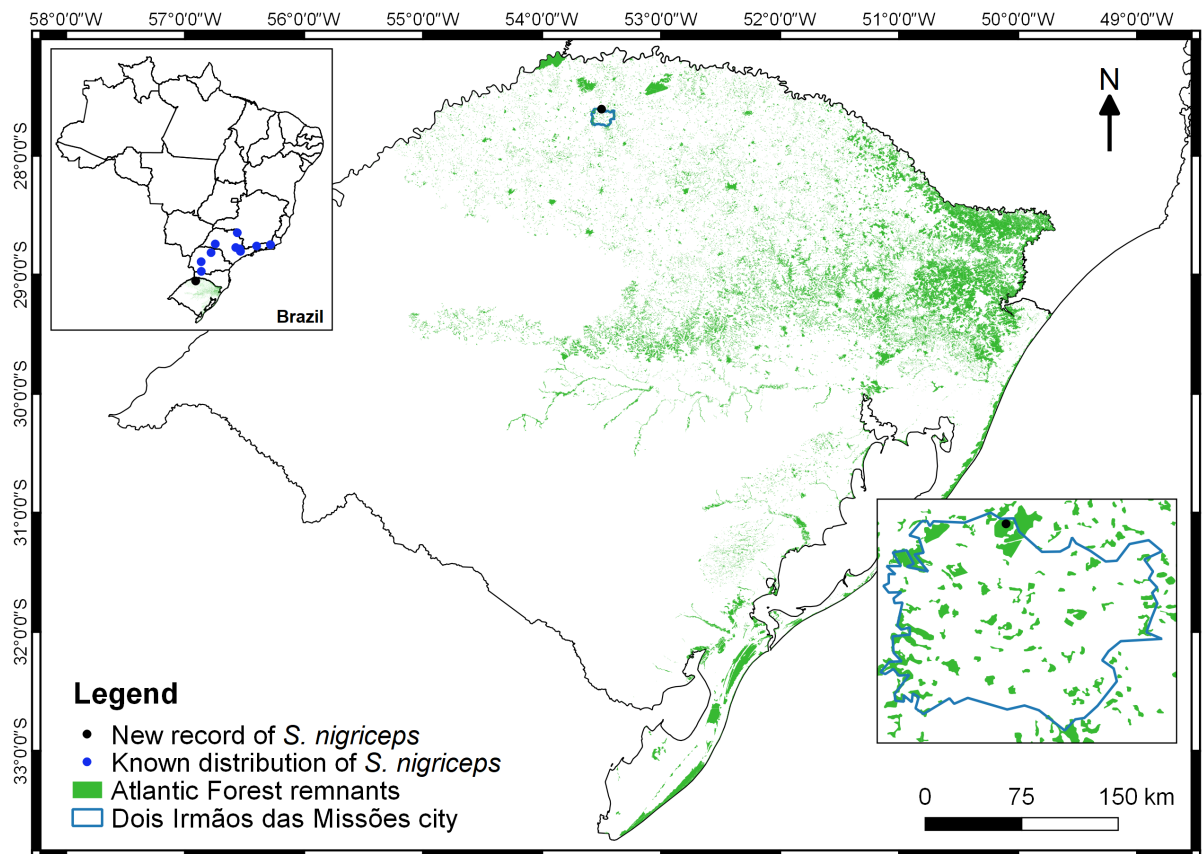 58°0'0"W 57°0'0"W 56°0'0"W 55°0'0"W 54°0'0"W 53°0'0"W 52°0'0"W 51°0'0"W 50°0'0"W 49°0'0"W
28°0'0"S
29°0'0"S
30°0'0"S
31°0'0"S
32°0'0"S
33°0'0"S
Brazil
N
Legend
New record of S. nigriceps
Known distribution of S. nigriceps
Atlantic Forest remnants
Dois Irmãos das Missões city
0 75 150 km